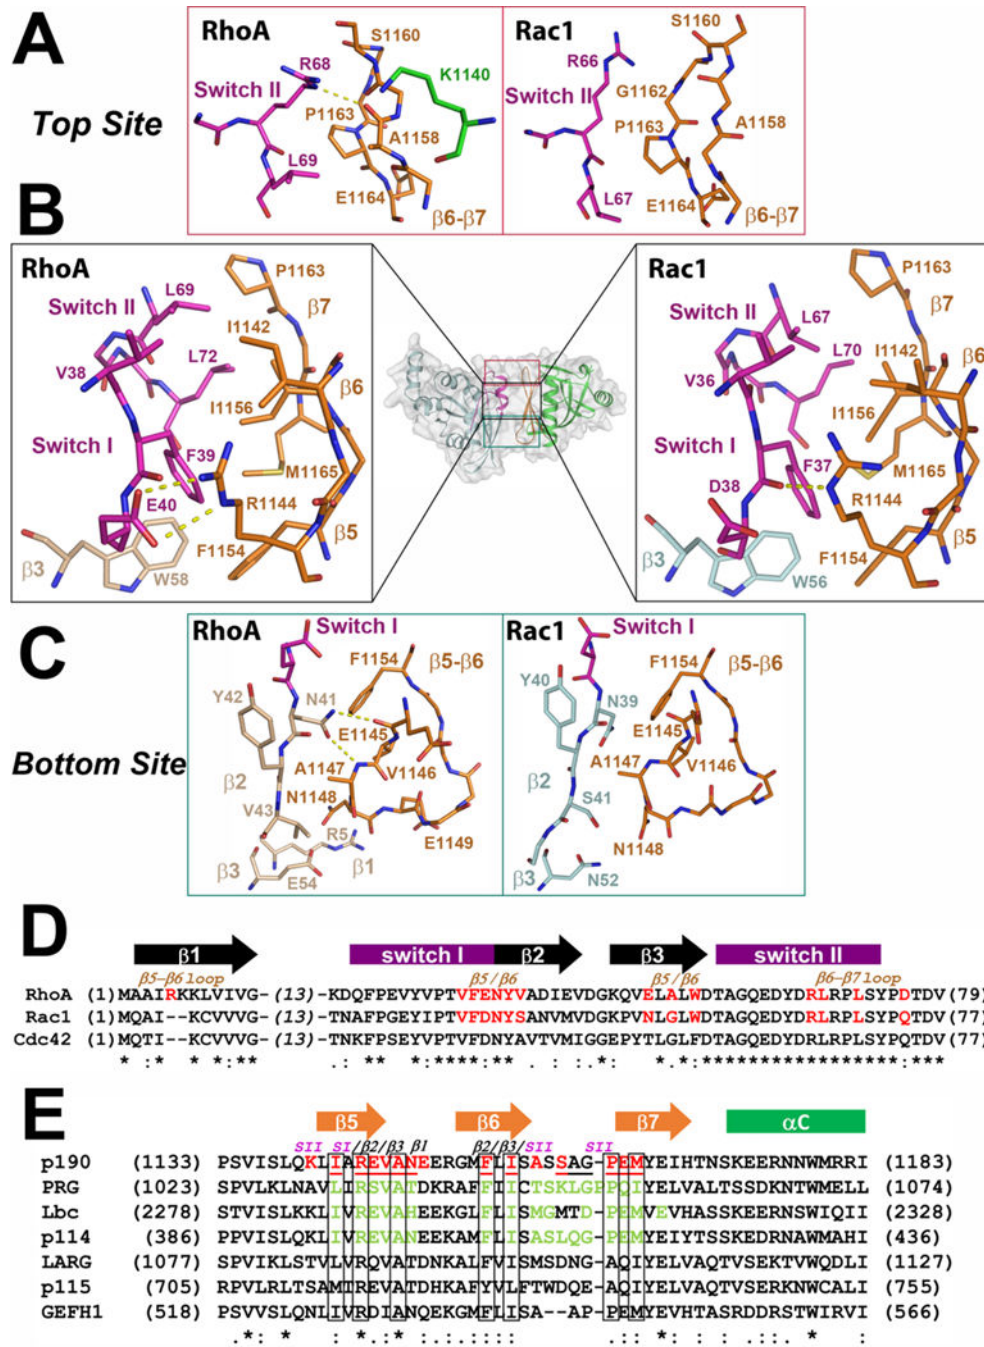 A
Top Site
RhoA
S1160
R68
K1140
Switch II
P1163
A1158
L69
E1164
β6-β7
Rac1
S1160
R66
Switch II
G1162
P1163
A1158
L67
E1164
β6-β7
B
RhoA
L69
P1163
Switch II
β7
I1142
V38
L72
β6
I1156
Switch I
F39
M1165
E40
R1144
β5
F1154
β3
W58
Rac1
P1163
L67
β7
Switch II
I1142
β6
L70
V36
I1156
Switch I
F37
M1165
D38
R1144
β5
F1154
β3
W56
C
Bottom Site
RhoA
Switch I
F1154
β5-β6
Y42
N41
E1145
β2
A1147
V1146
N1148
V43
R5
E1149
β1
β3
E54
Rac1
Switch I
F1154
β5-β6
Y40
N39
E1145
β2
A1147
V1146
S41
N1148
β3
N52
D
β1
switch I
β2
β3
switch II
β5-β6 loop
β5/β6
β5/β6
β6-β7 loop
RhoA (1) MAAIRKKLVIVG-(13)-KDQFPEVYVPTVFENYVADIEVDGKQVELALWDTAGQEDYDRLRPLSYPDTDV (79)
Rac1 (1) MQAI--KCVVVG-(13)-TNAFPGEYIPTVFDNYSANVMVDGKPVNLGLWDTAGQEDYDRLRPLSYPQTDV (77)
Cdc42 (1) MQTI--KCVVVG-(13)-TNKFPSEYVPTVFDNYAVTVMIGGEPYTLGLFDTAGQEDYDRLRPLSYPQTDV (77)
E
β5
β6
β7
αC
SII
SI/β2/β3
β1
β2/β3/SII
SII
p190 (1133) PSVISLQKLIAREVANEERGMFLISASSAG-PEMYEIHTNSKEERNNWMRRI (1183)
PRG (1023) SPVLKLNAVLIRSVATDKRAFFIICTSKLGPPQIYELVALTSSDKNTWMELL (1074)
Lbc (2278) TSVISLKKLIVREVAHEEKGLFLISMGMTD-PEMVEVHASSKEERNSWIQII (2328)
p114 (386) PPVISLQKLIVREVANEEKAMFLISASLQG-PEMYEIYTSSKEDRNAWMAHI (436)
LARG (1077) SPVIKLSTVLVRQVATDNKALFVISMSDNG-AQIYELVAQTVSEKTVWQDLI (1127)
p115 (705) RPVLRLTSAMTREVATDHKAFYVLFTWDQE-AQIYELVAQTSSERKNWCALI (755)
GEFH1 (518) PSVVSLQNLIVRDIANQEKGMFLISA--AP-PEMYEVHTASRDDRSTWIRVI (566)